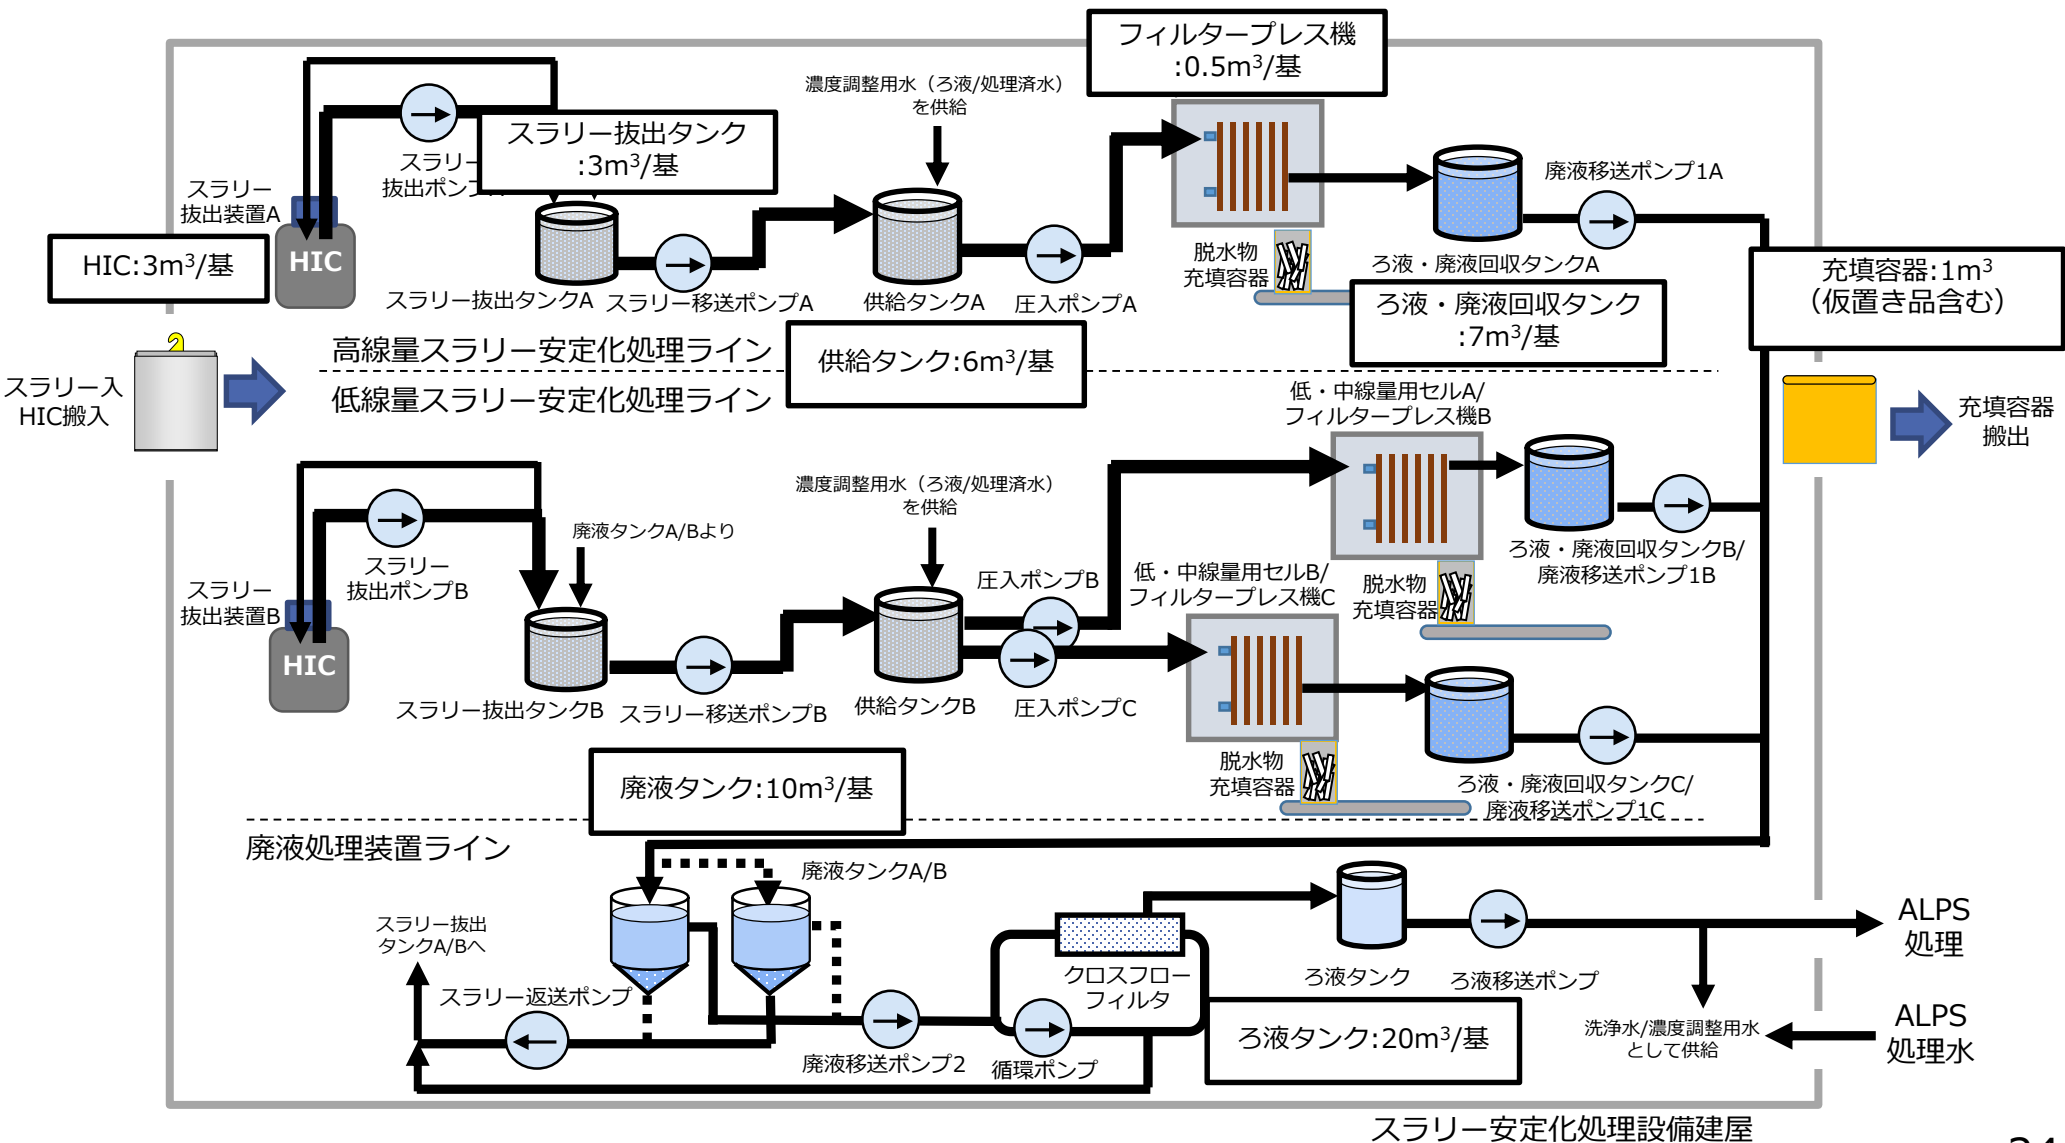 フィルタープレス機
:0.5m³/基
濃度調整用水（ろ液/処理済水）
を供給
スラリー抜出タンク
:3m³/基
スラリー
抜出ポンプ
スラリー
抜出装置A
HIC:3m³/基
HIC
スラリー抜出タンクA
スラリー移送ポンプA
供給タンクA
圧入ポンプA
脱水物
充填容器
廃液移送ポンプ1A
ろ液・廃液回収タンクA
ろ液・廃液回収タンク
:7m³/基
充填容器:1m³
（仮置き品含む）
高線量スラリー安定化処理ライン
供給タンク:6m³/基
低線量スラリー安定化処理ライン
スラリー入
HIC搬入
充填容器
搬出
低・中線量用セルA/
フィルタープレス機B
濃度調整用水（ろ液/処理済水）
を供給
廃液タンクA/Bより
スラリー
抜出ポンプB
スラリー
抜出装置B
HIC
スラリー抜出タンクB
スラリー移送ポンプB
供給タンクB
圧入ポンプB
圧入ポンプC
低・中線量用セルB/
フィルタープレス機C
脱水物
充填容器
ろ液・廃液回収タンクB/
廃液移送ポンプ1B
脱水物
充填容器
ろ液・廃液回収タンクC/
廃液移送ポンプ1C
廃液タンク:10m³/基
廃液処理装置ライン
廃液タンクA/B
スラリー抜出
タンクA/Bへ
スラリー返送ポンプ
廃液移送ポンプ2
循環ポンプ
クロスフロー
フィルタ
ろ液タンク
ろ液移送ポンプ
ろ液タンク:20m³/基
ALPS
処理
洗浄水/濃度調整用水
として供給
ALPS
処理水
スラリー安定化処理設備建屋